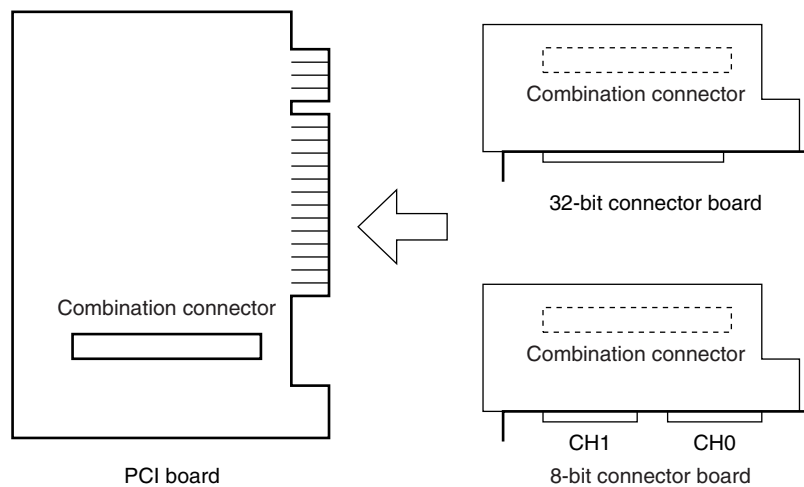 Combination connector
PCI board
Combination connector
32-bit connector board
Combination connector
CH1 CH0
8-bit connector board